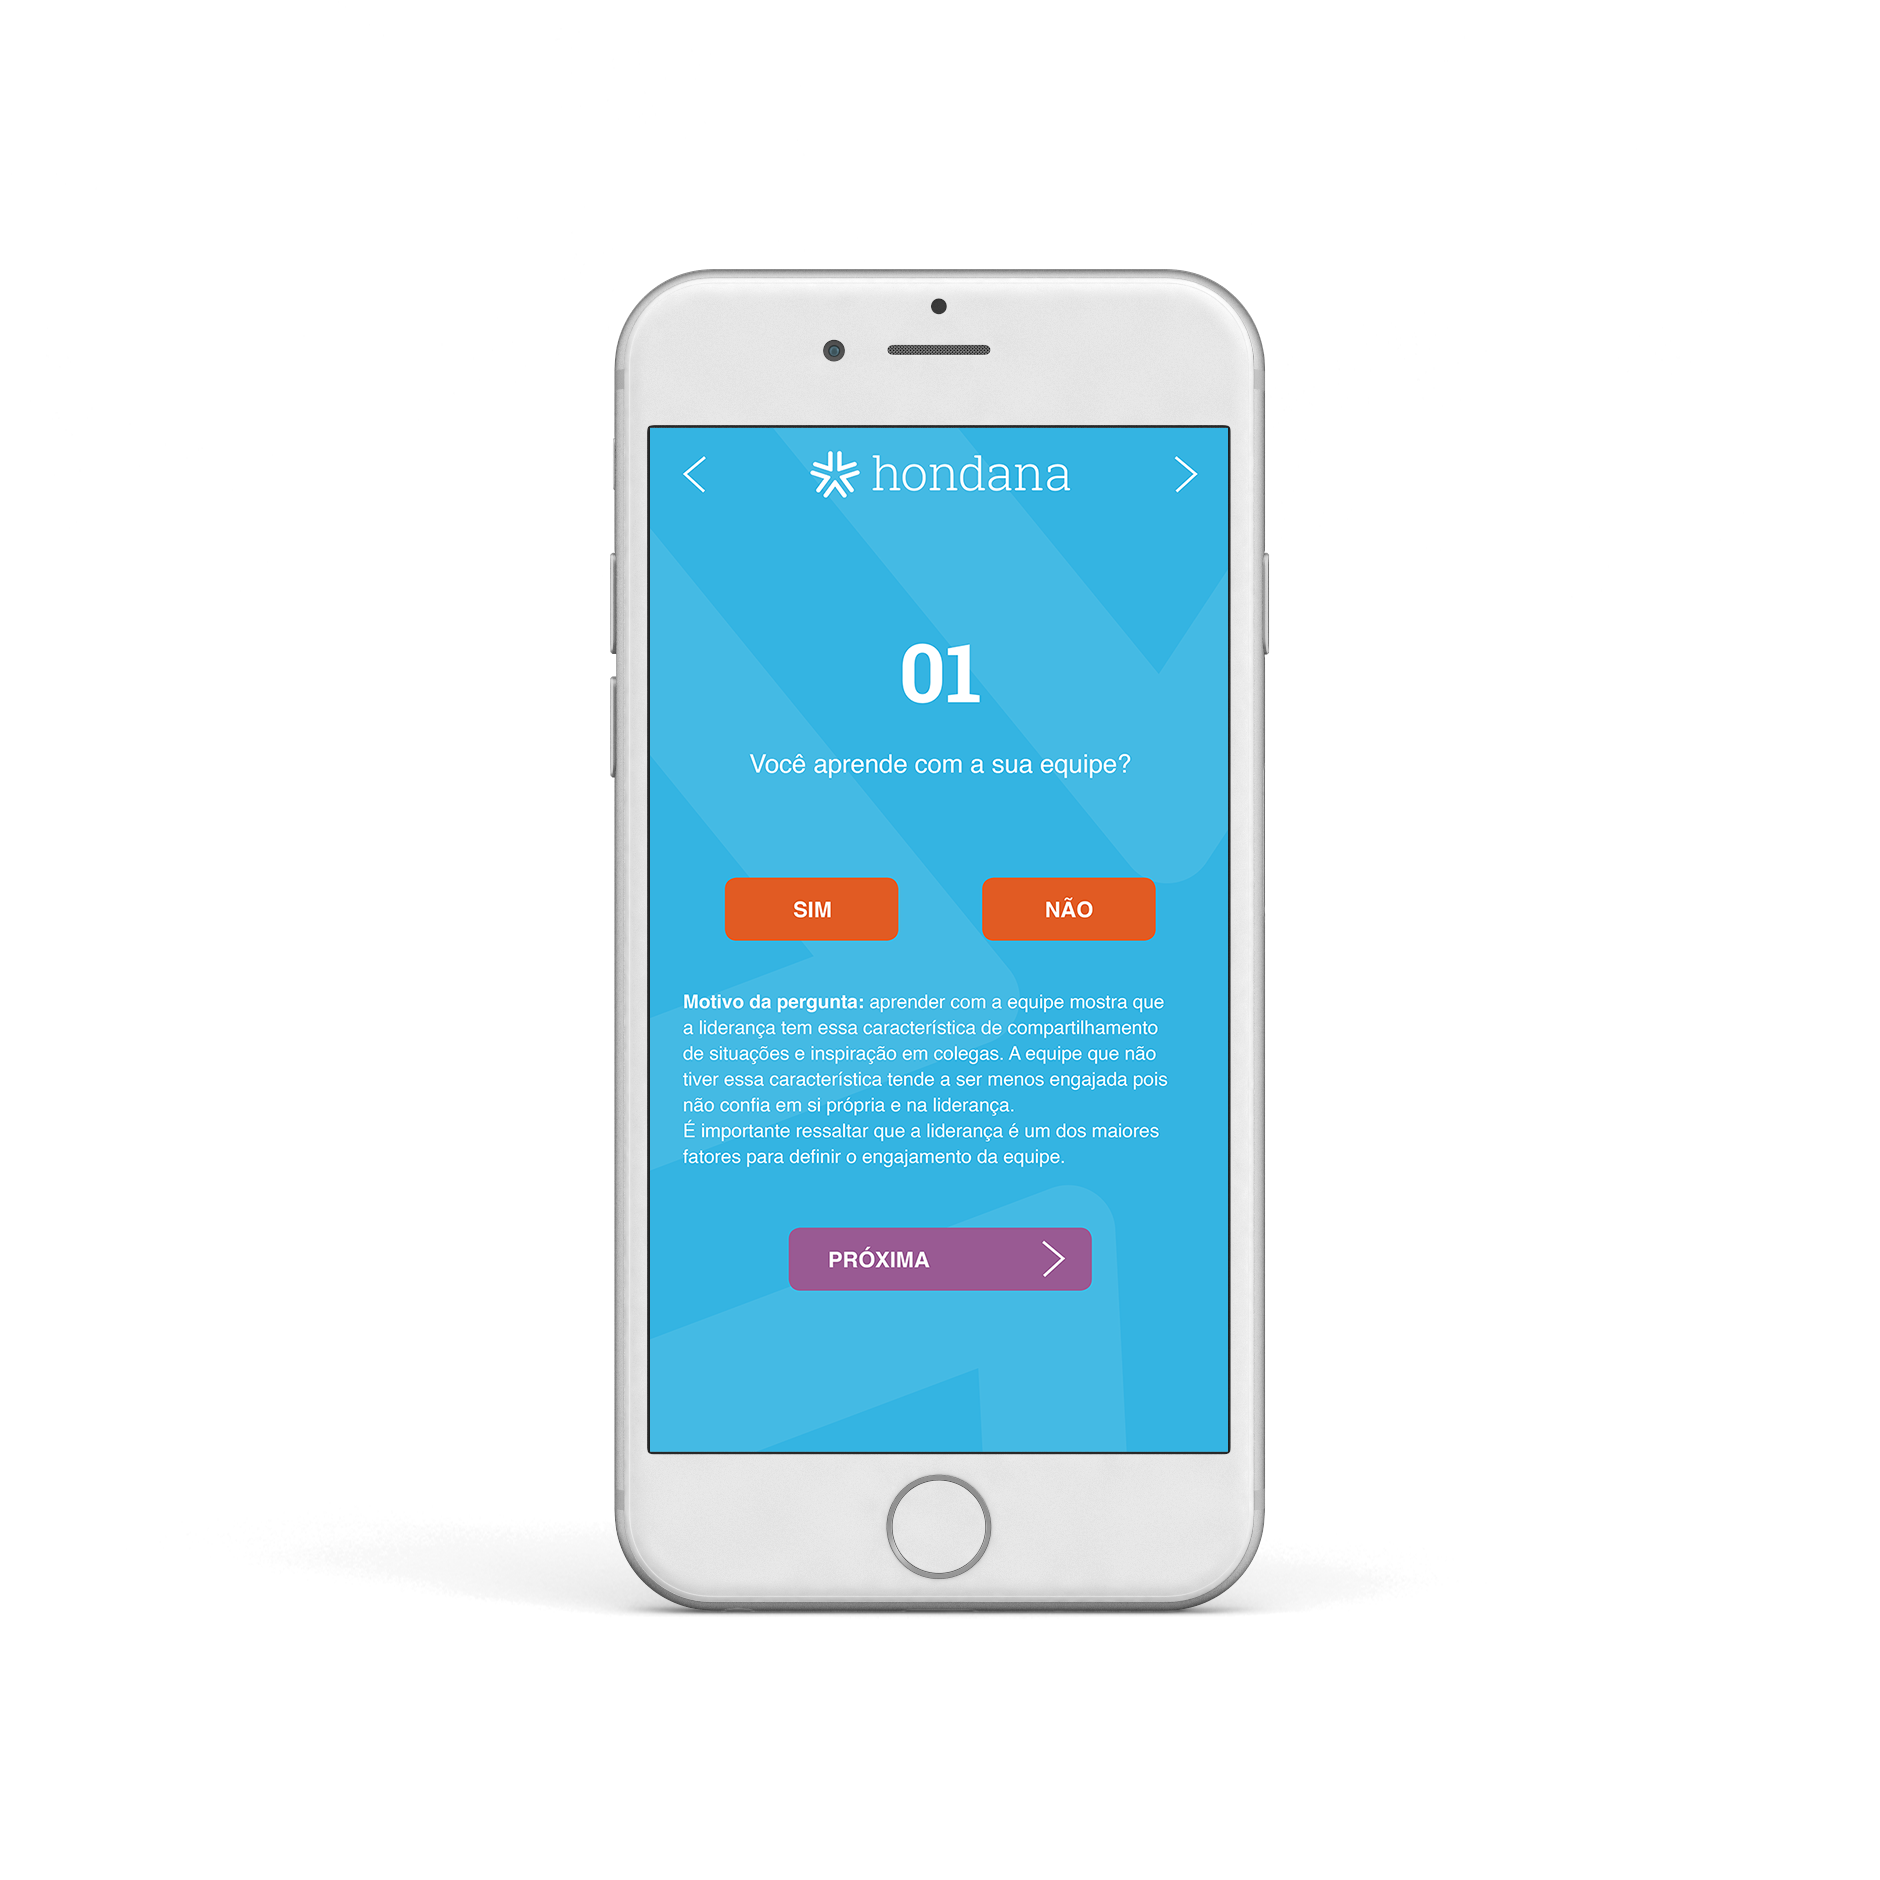 hondana
01
Você aprende com a sua equipe?
SIM
NÃO
Motivo da pergunta: aprender com a equipe mostra que
a liderança tem essa característica de compartilhamento
de situações e inspiração em colegas. A equipe que não
tiver essa característica tende a ser menos engajada pois
não confia em si própria e na liderança.
É importante ressaltar que a liderança é um dos maiores
fatores para definir o engajamento da equipe.
PRÓXIMA